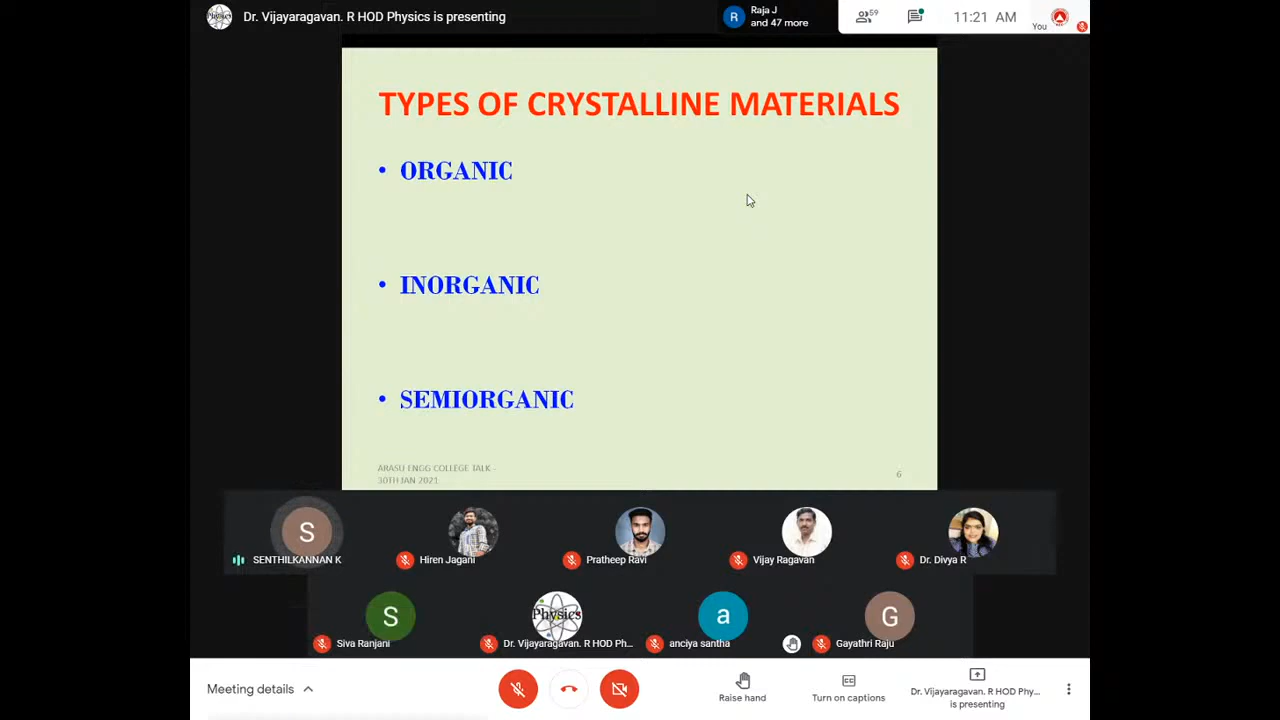 Dr. Vijayaragavan. R HOD Physics is presenting
R
Raja J
and 47 more
59
11:21 AM
You
TYPES OF CRYSTALLINE MATERIALS
• ORGANIC
• INORGANIC
• SEMIORGANIC
ARASU ENGG COLLEGE TALK -
30TH JAN 2021
6
S
SENTHILKANNAN K
Hiren Jagani
Pratheep Ravi
Vijay Ragavan
Dr. Divya R
S
Physics
a
G
Siva Ranjani
Dr. Vijayaragavan. R HOD Ph...
anciya santha
Gayathri Raju
Meeting details
Raise hand
CC
Turn on captions
Dr. Vijayaragavan. R HOD Phy...
is presenting